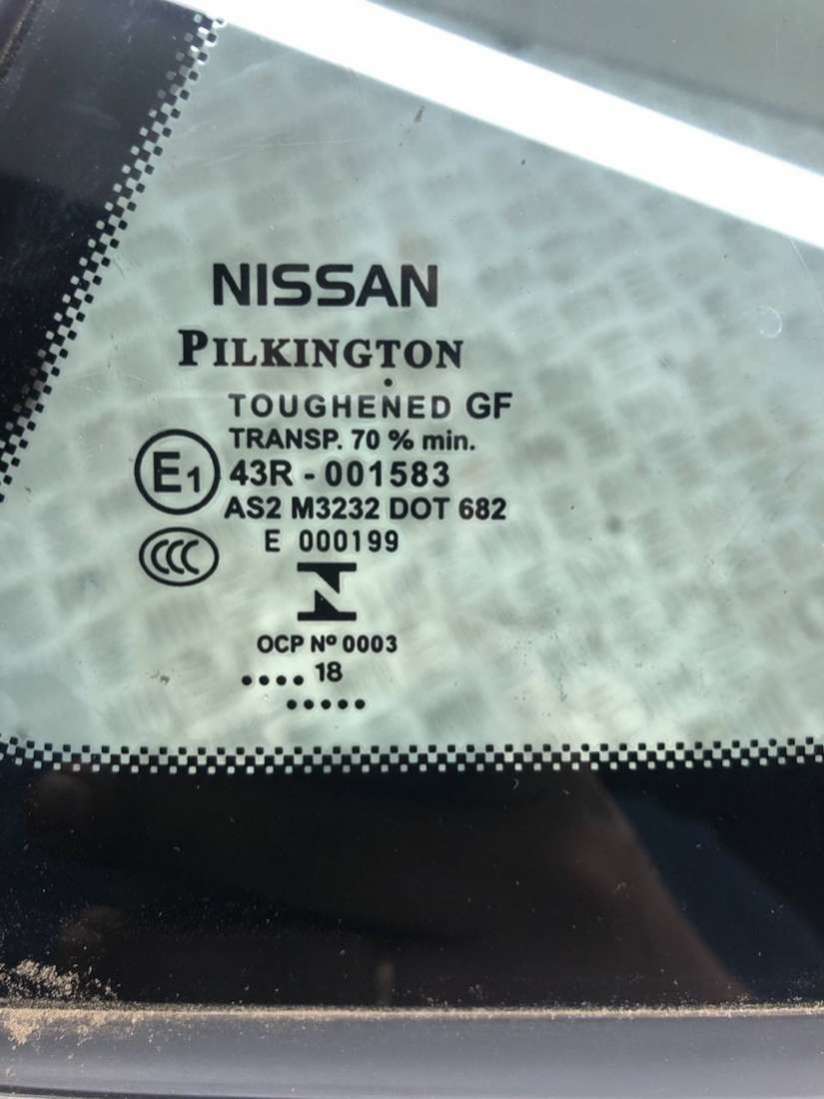 NISSAN
PILKINGTON
TOUGHENED GF
TRANSP. 70 % min.
E1 43R - 001583
AS2 M3232 DOT 682
CCC E 000199
OCP Nº 0003
.... 18
.....